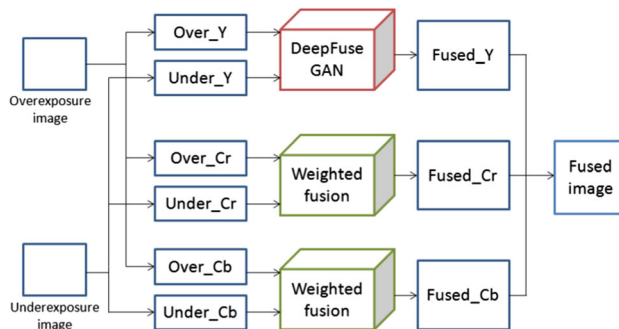 Over_Y
DeepFuse
GAN
Fused_Y
Under_Y
Overexposure
image
Over_Cr
Weighted
fusion
Fused_Cr
Fused
image
Under_Cr
Over_Cb
Weighted
fusion
Fused_Cb
Under_Cb
Underexposure
image